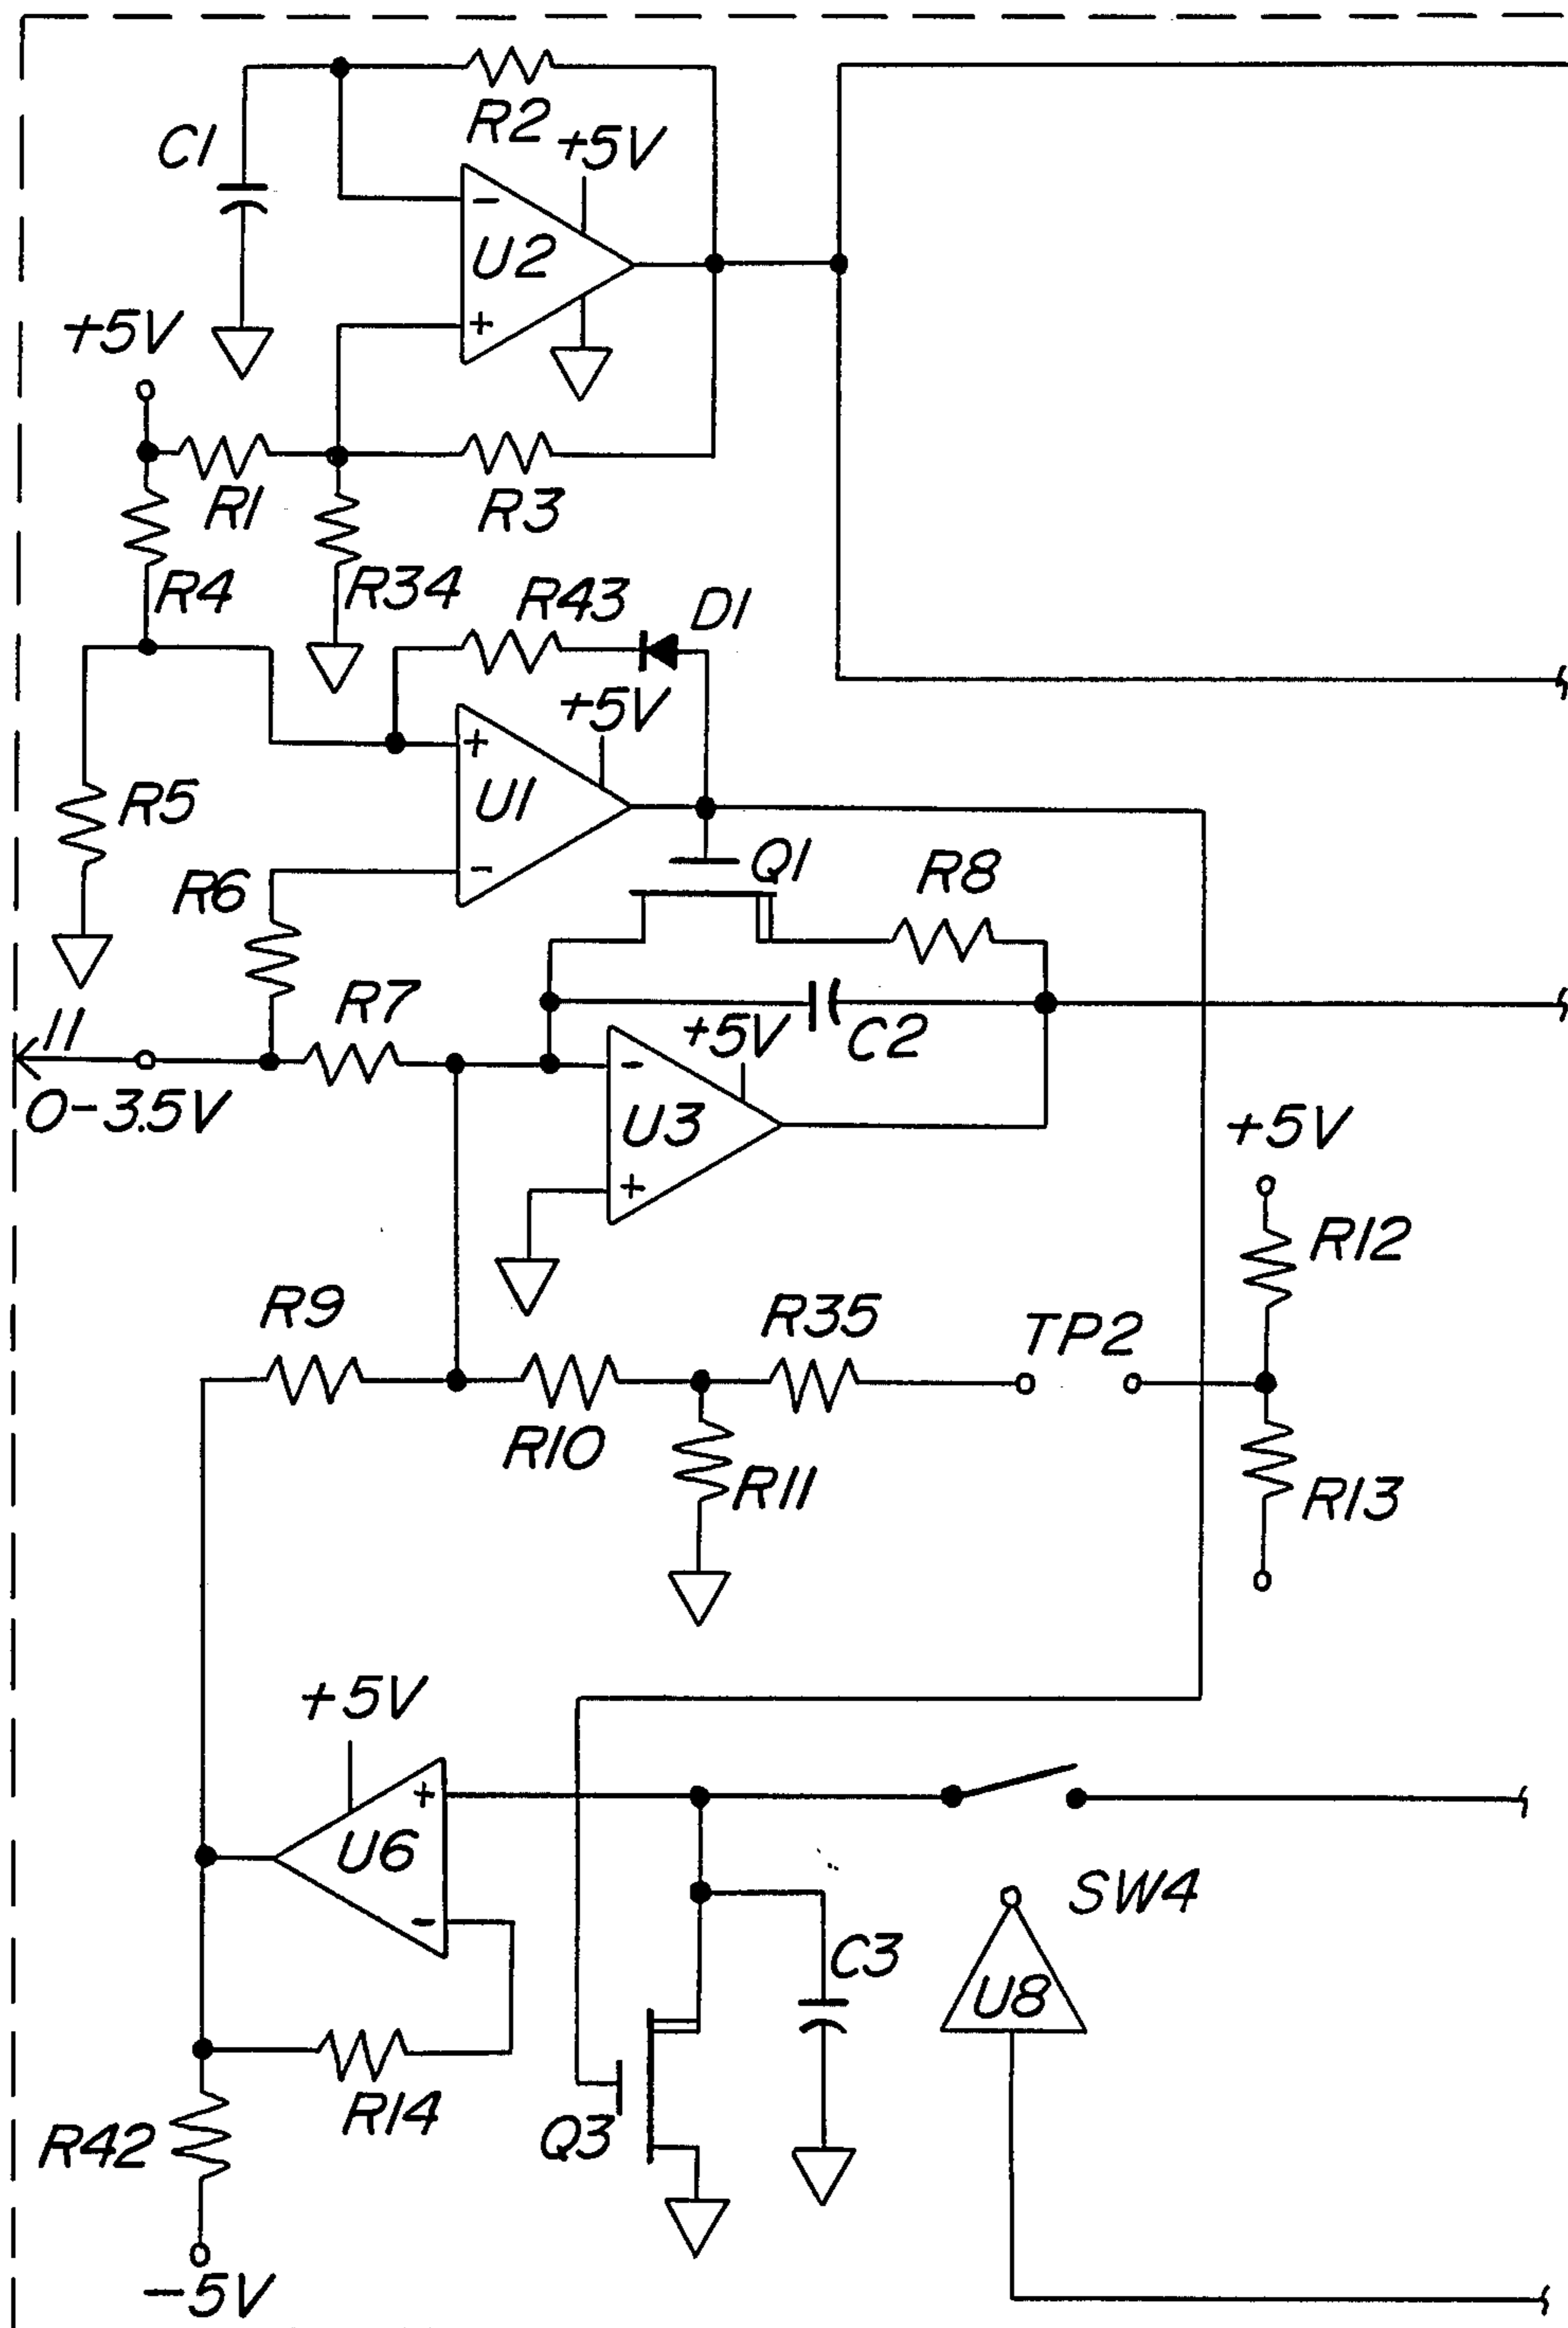 R2
C1
+5V
-
U2
+5V
+
R1
R3
R4
R34
R43
D1
+5V
+
U1
R5
Q1
R8
R6
-
R7
11
+5V
C2
-
0-3.5V
U3
+5V
+
R12
R9
R35
TP2
R10
R11
R13
+5V
+
U6
SW4
-
C3
U8
R14
Q3
R42
-5V